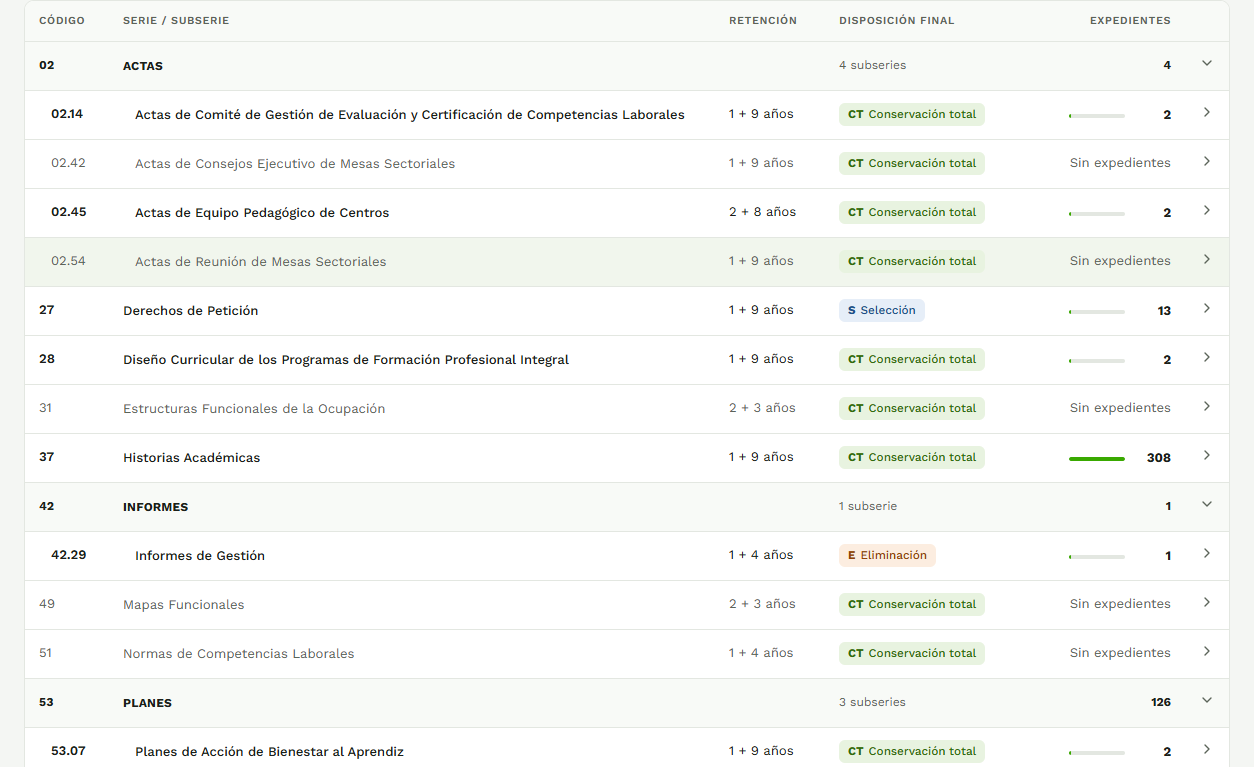 CÓDIGO SERIE / SUBSERIE RETENCIÓN DISPOSICIÓN FINAL EXPEDIENTES
02 ACTAS 4 subseries 4
02.14 Actas de Comité de Gestión de Evaluación y Certificación de Competencias Laborales 1 + 9 años CT Conservación total 2
02.42 Actas de Consejos Ejecutivo de Mesas Sectoriales 1 + 9 años CT Conservación total Sin expedientes
02.45 Actas de Equipo Pedagógico de Centros 2 + 8 años CT Conservación total 2
02.54 Actas de Reunión de Mesas Sectoriales 1 + 9 años CT Conservación total Sin expedientes
27 Derechos de Petición 1 + 9 años S Selección 13
28 Diseño Curricular de los Programas de Formación Profesional Integral 1 + 9 años CT Conservación total 2
31 Estructuras Funcionales de la Ocupación 2 + 3 años CT Conservación total Sin expedientes
37 Historias Académicas 1 + 9 años CT Conservación total 308
42 INFORMES 1 subserie 1
42.29 Informes de Gestión 1 + 4 años E Eliminación 1
49 Mapas Funcionales 2 + 3 años CT Conservación total Sin expedientes
51 Normas de Competencias Laborales 1 + 4 años CT Conservación total Sin expedientes
53 PLANES 3 subseries 126
53.07 Planes de Acción de Bienestar al Aprendiz 1 + 9 años CT Conservación total 2